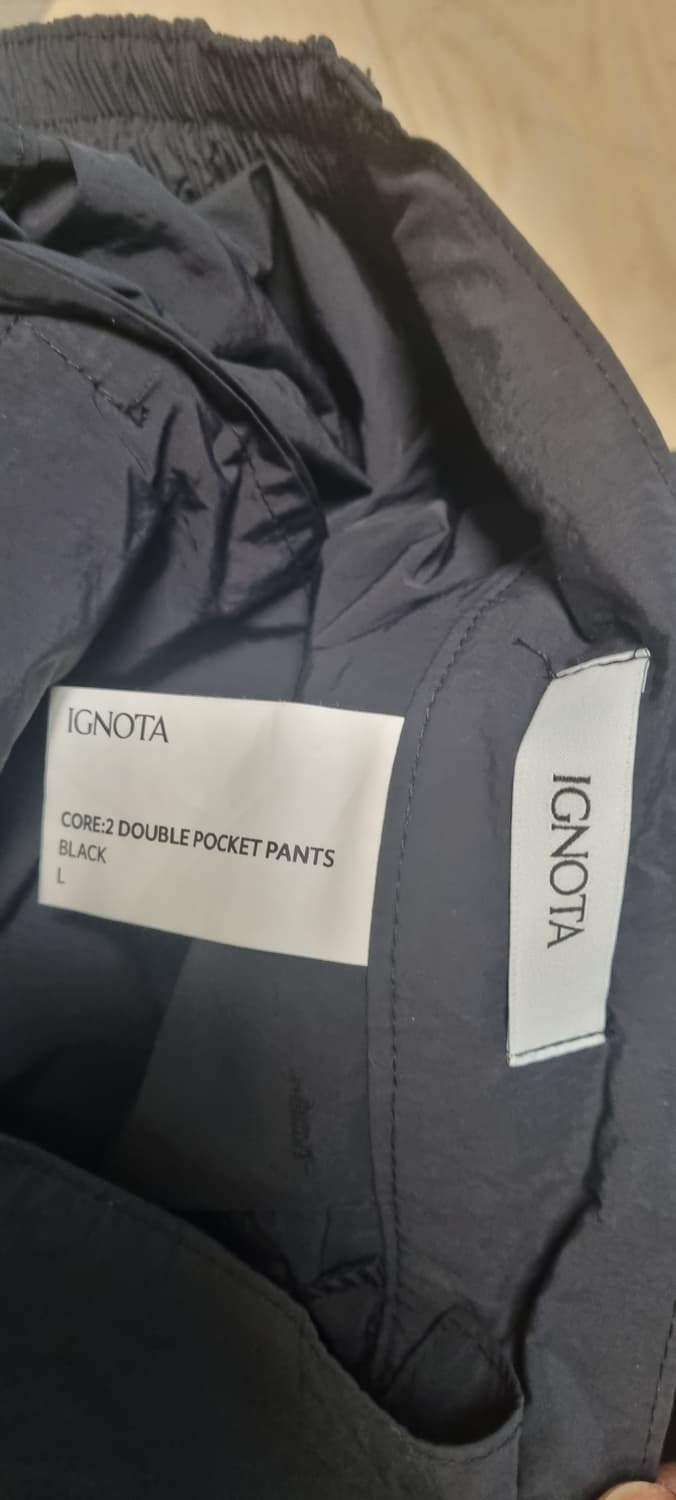 IGNOTA
CORE:2 DOUBLE POCKET PANTS
BLACK
L
IGNOTA